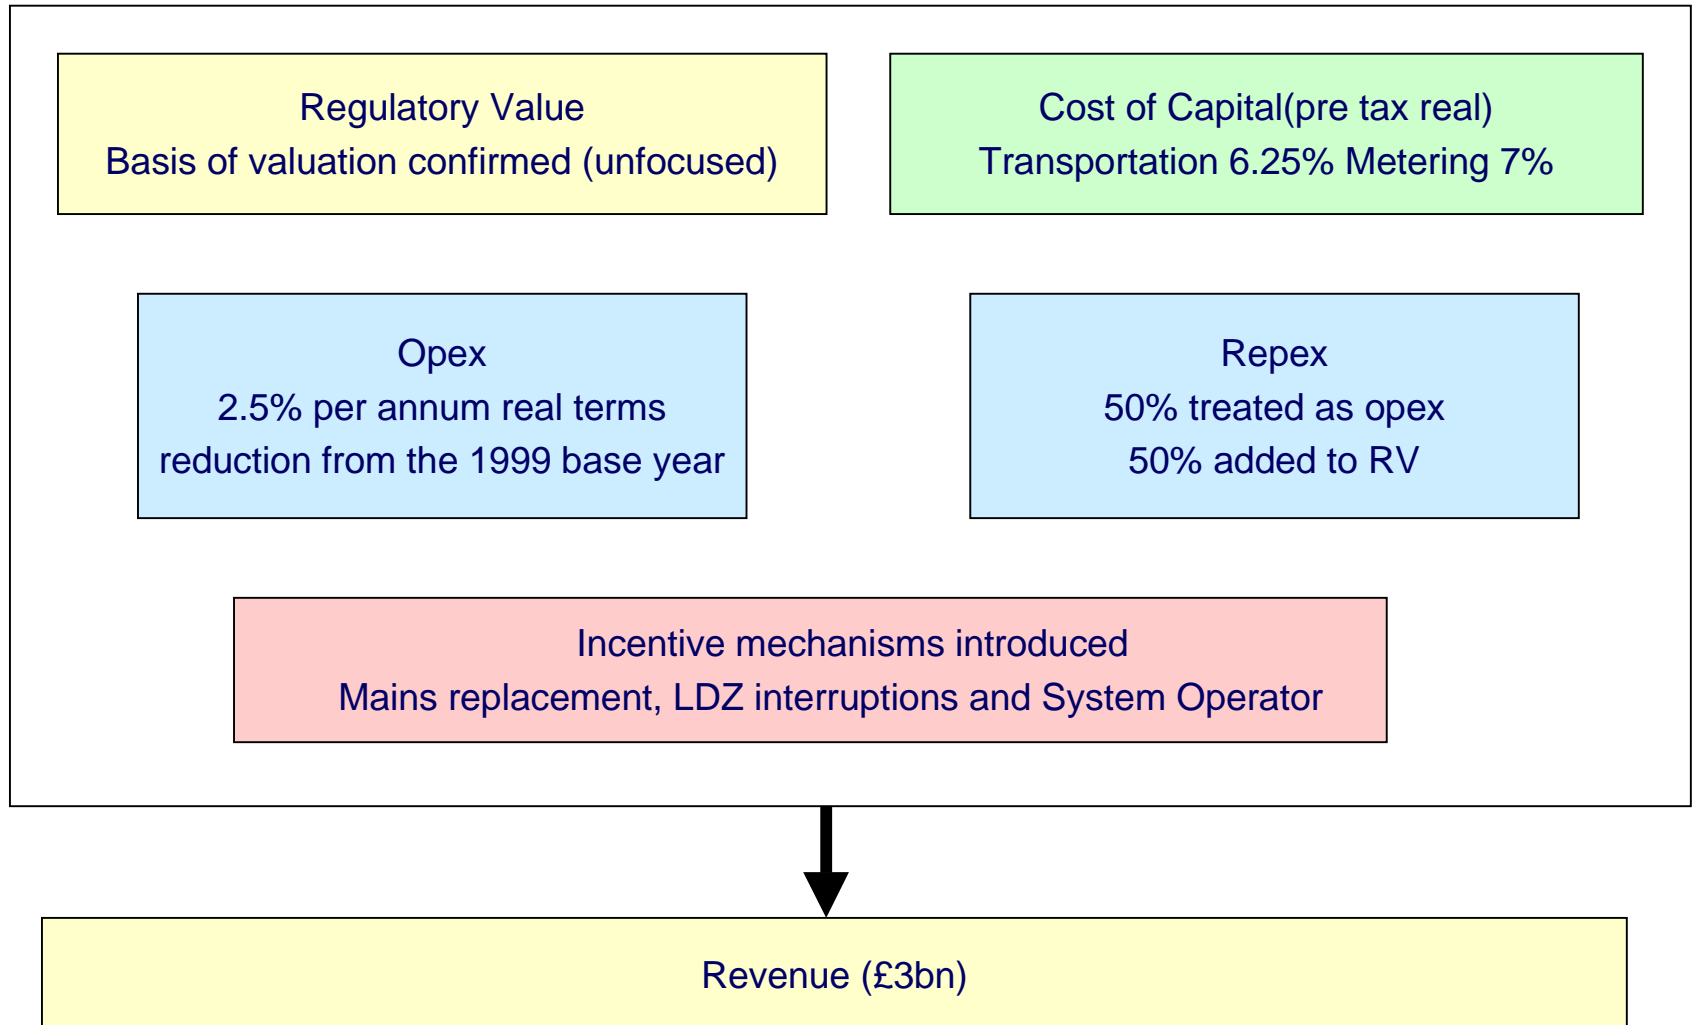 Regulatory Value
Basis of valuation confirmed (unfocused)
Cost of Capital(pre tax real)
Transportation 6.25% Metering 7%
Opex
2.5% per annum real terms
reduction from the 1999 base year
Repex
50% treated as opex
50% added to RV
Incentive mechanisms introduced
Mains replacement, LDZ interruptions and System Operator
Revenue (£3bn)